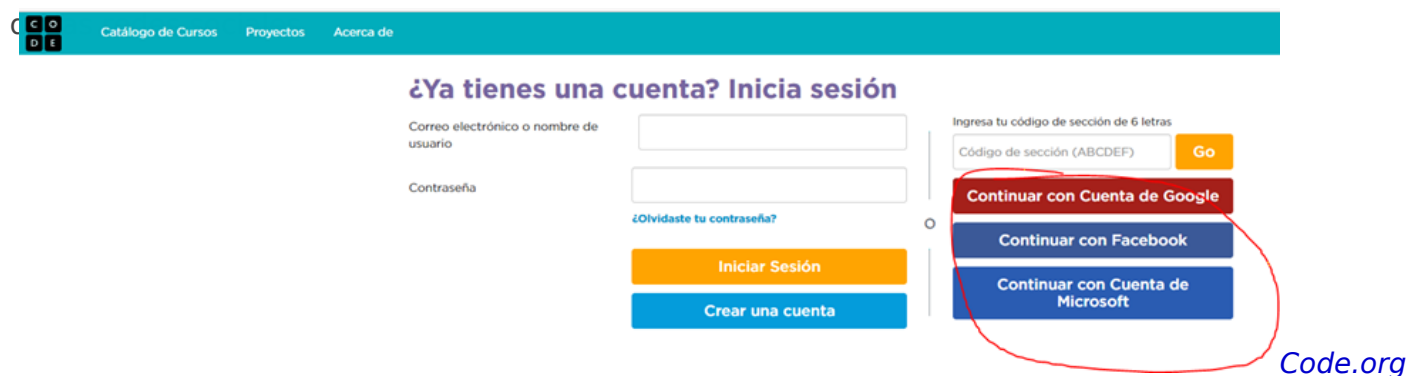 C O
D E
Catálogo de Cursos Proyectos Acerca de
¿Ya tienes una cuenta? Inicia sesión
Correo electrónico o nombre de
usuario
Contraseña
¿Olvidaste tu contraseña?
Iniciar Sesión
Crear una cuenta
O
Ingresa tu código de sección de 6 letras
Código de sección (ABCDEF) Go
Continuar con Cuenta de Google
Continuar con Facebook
Continuar con Cuenta de
Microsoft
Code.org